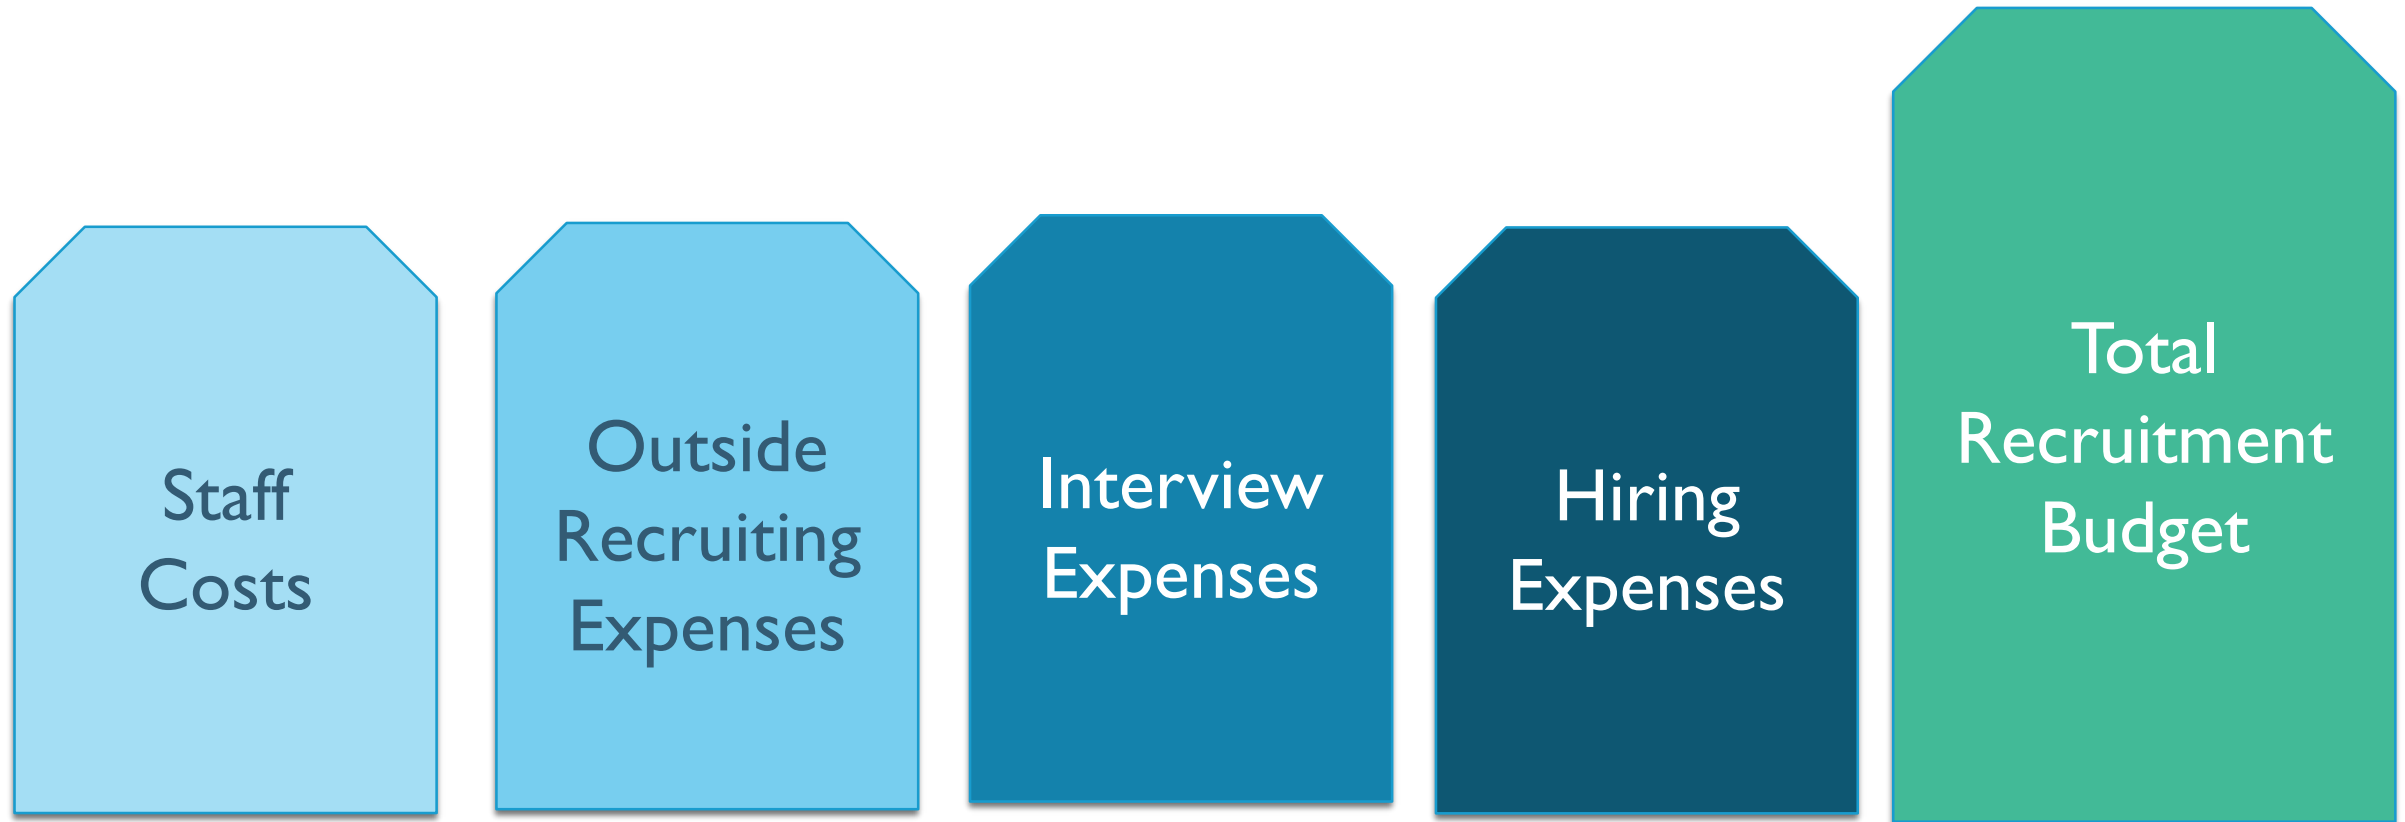 Staff
Costs
Outside
Recruiting
Expenses
Interview
Expenses
Hiring
Expenses
Total
Recruitment
Budget